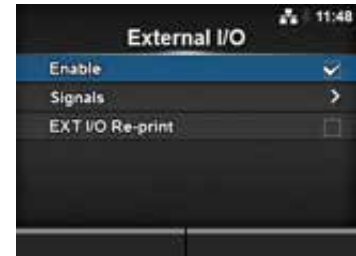 11:48
External I/O
Enable
Signals
EXT I/O Re-print